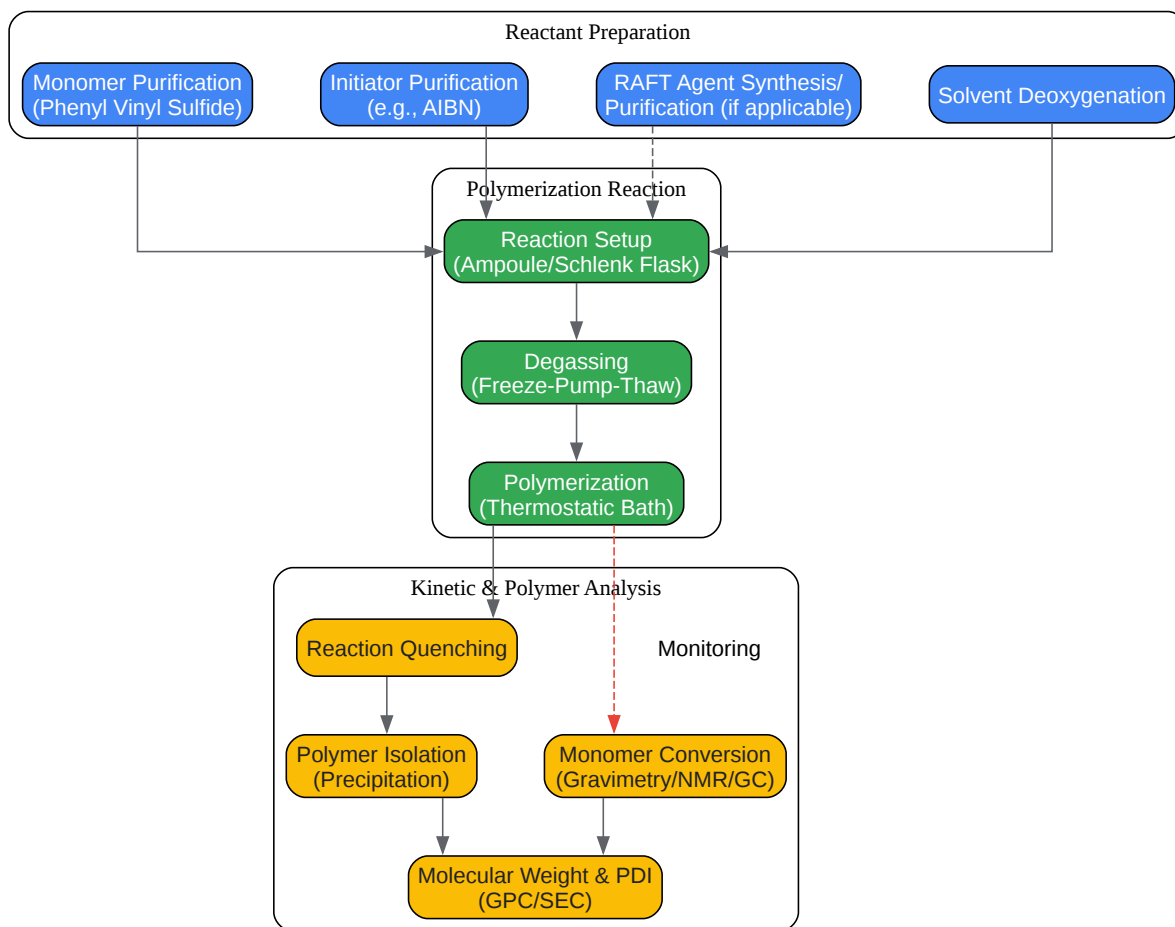 Reactant Preparation
Monomer Purification
(Phenyl Vinyl Sulfide)
Initiator Purification
(e.g., AIBN)
RAFT Agent Synthesis/
Purification (if applicable)
Solvent Deoxygenation
Polymerization Reaction
Reaction Setup
(Ampoule/Schlenk Flask)
Degassing
(Freeze-Pump-Thaw)
Polymerization
(Thermostatic Bath)
Kinetic & Polymer Analysis
Reaction Quenching
Monitoring
Polymer Isolation
(Precipitation)
Monomer Conversion
(Gravimetry/NMR/GC)
Molecular Weight & PDI
(GPC/SEC)